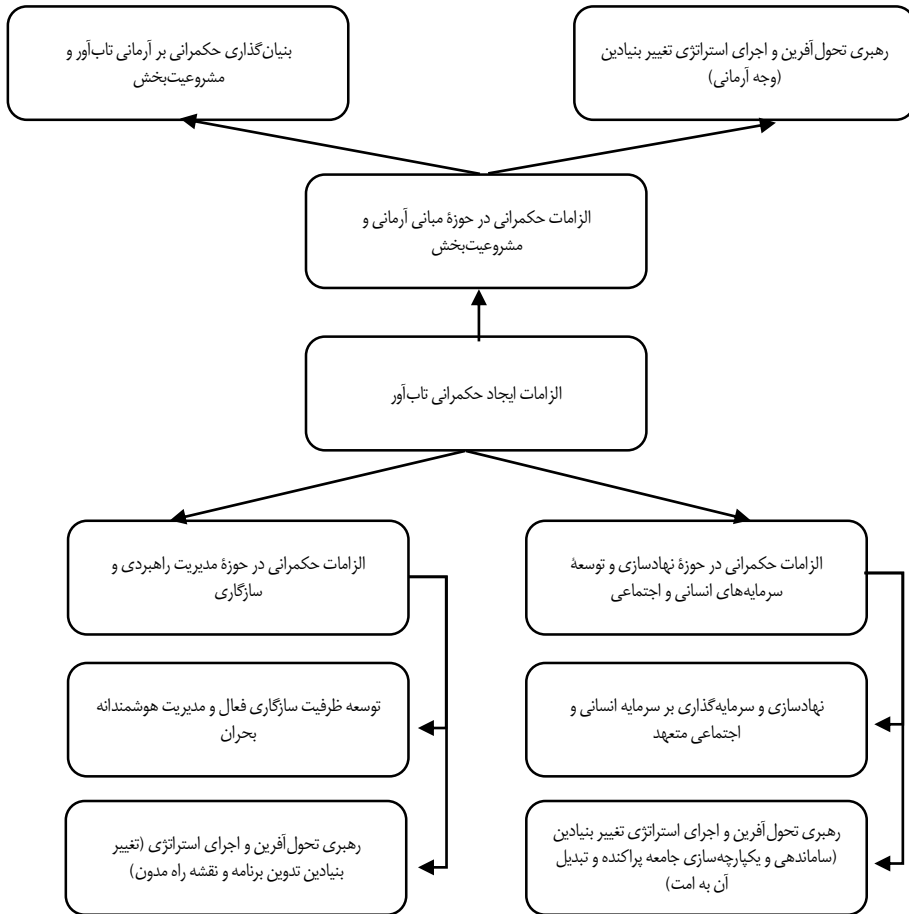 رهبری تحول‌آفرین و اجرای استراتژی تغییر بنیادین
(وجه آرمانی)
بنیان‌گذاری حکمرانی بر آرمانی تاب‌آور و
مشروعیت‌بخش
الزامات حکمرانی در حوزهٔ مبانی آرمانی و
مشروعیت‌بخش
الزامات ایجاد حکمرانی تاب‌آور
الزامات حکمرانی در حوزهٔ نهادسازی و توسعهٔ
سرمایه‌های انسانی و اجتماعی
نهادسازی و سرمایه‌گذاری بر سرمایه انسانی و
اجتماعی متعهد
رهبری تحول‌آفرین و اجرای استراتژی تغییر بنیادین
(ساماندهی و یکپارچه‌سازی جامعه پراکنده و تبدیل
آن به امت)
الزامات حکمرانی در حوزهٔ مدیریت راهبردی و
سازگاری
توسعه ظرفیت سازگاری فعال و مدیریت هوشمندانه
بحران
رهبری تحول‌آفرین و اجرای استراتژی (تغییر
بنیادین تدوین برنامه و نقشه راه مدون)